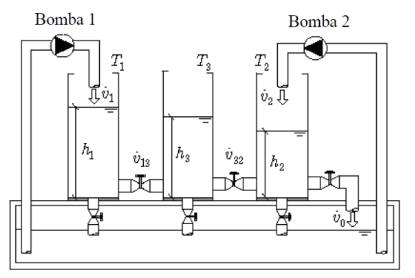 Bomba 1
Bomba 2
T₁
T₃
T₂
v̇₁
v̇₂
h₁
v̇₁₃
h₃
v̇₃₂
h₂
v̇₀